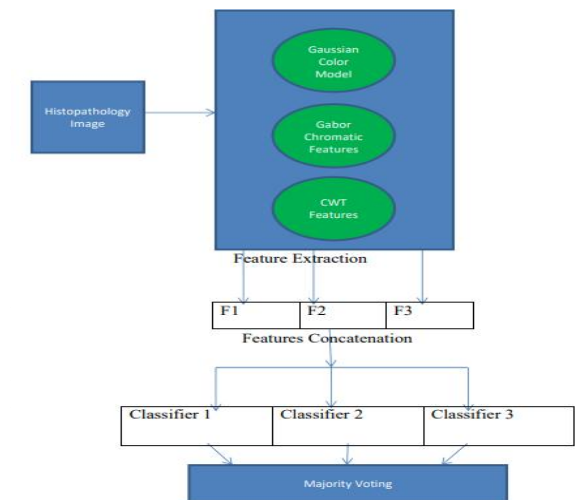 Gaussian
Color
Model
Histopathology
Image
Gabor
Chromatic
Features
CWT
Features
Feature Extraction
F1 F2 F3
Features Concatenation
Classifier 1 Classifier 2 Classifier 3
Majority Voting